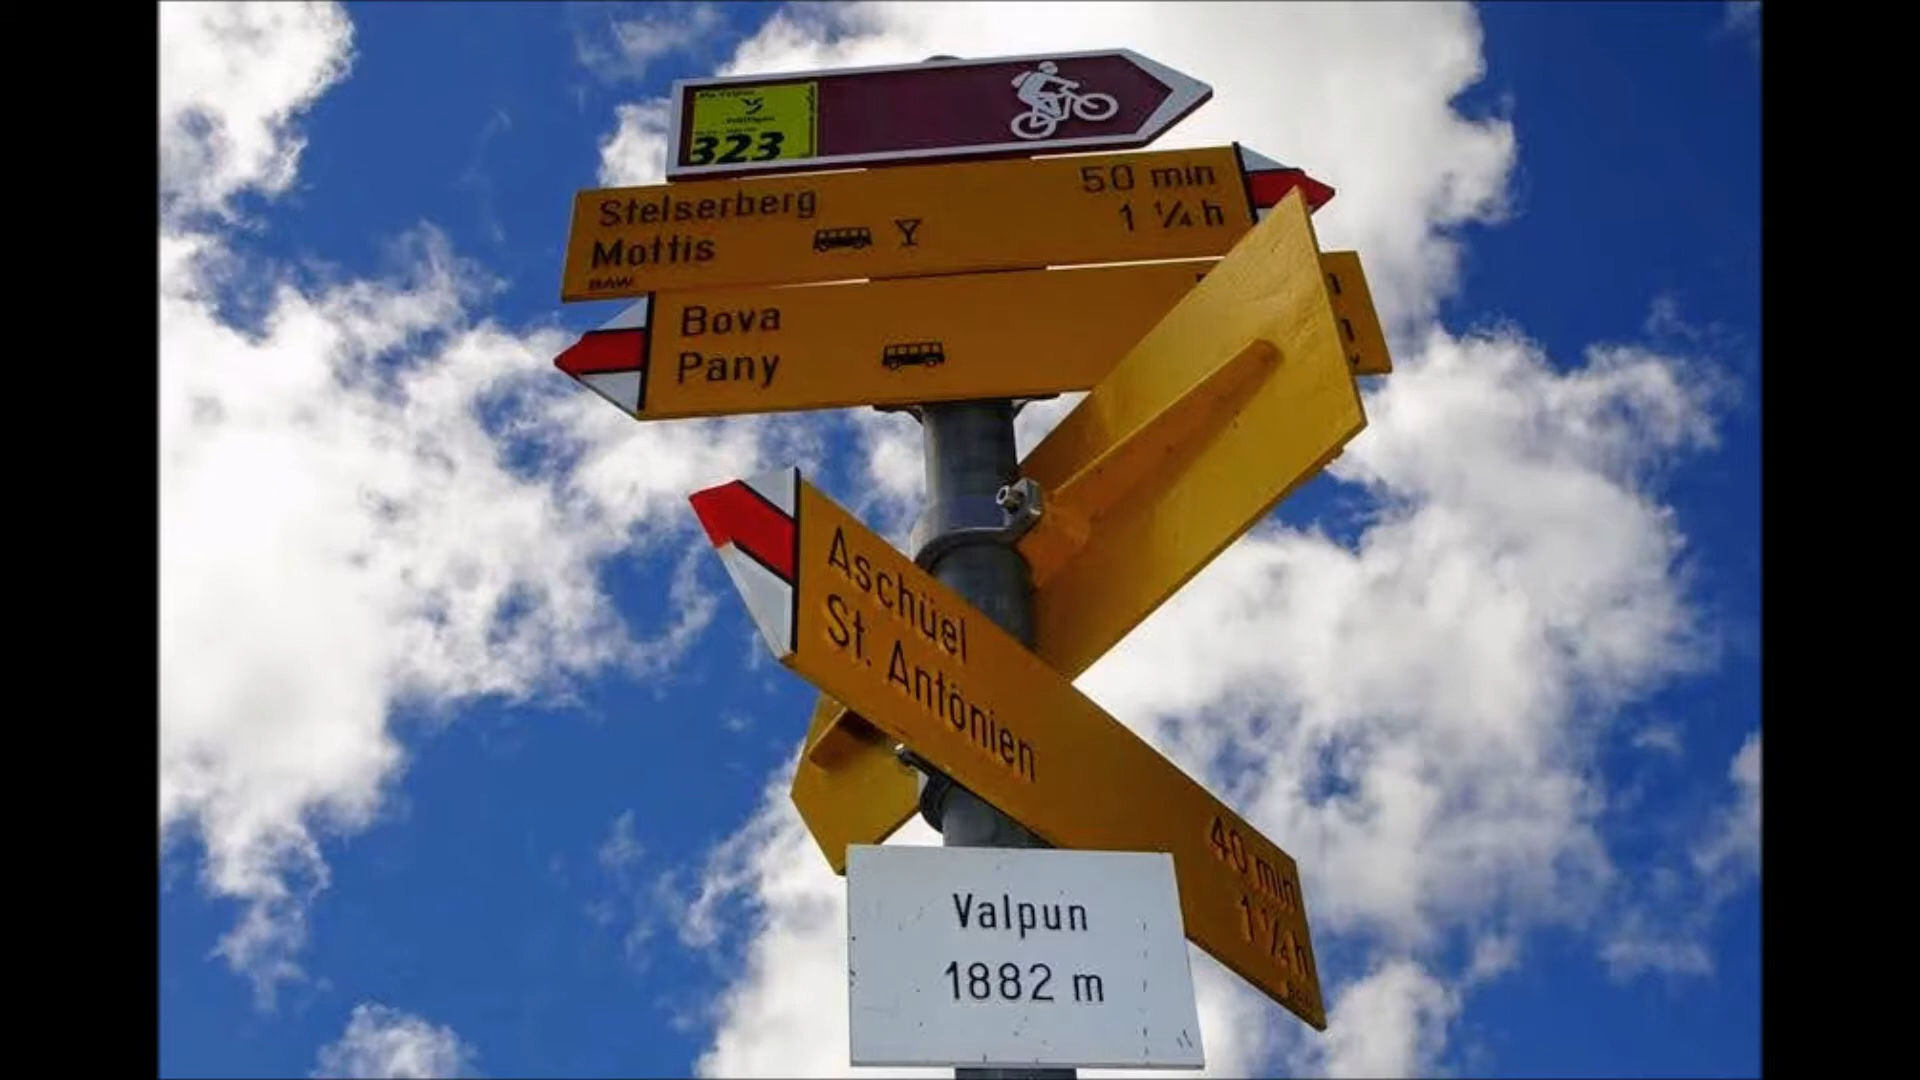 323
Stelserberg 50 min
Mottis 1 ¼ h
BAW
Bova
Pany
Aschüel
St. Antönien
40 min
1 ¼ h
Valpun
1882 m